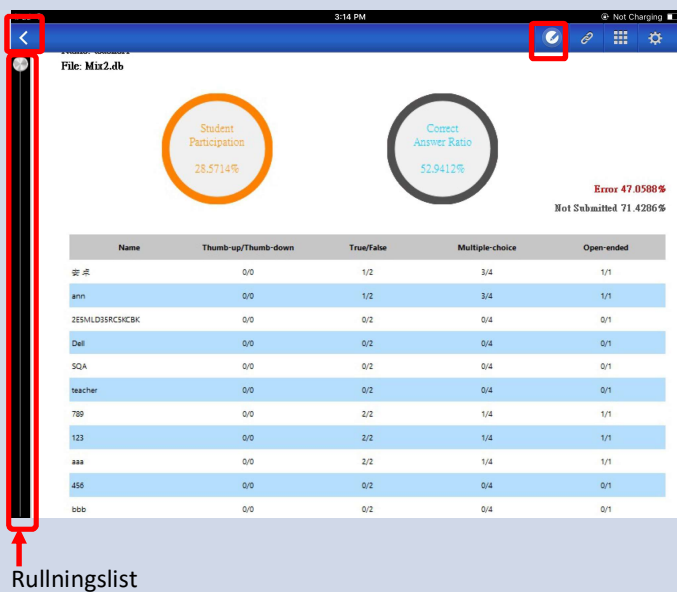 3:14 PM
Not Charging
File: Mix2.db
Student
Participation
28.5714%
Correct
Answer Ratio
52.9412%
Error 47.0588%
Not Submitted 71.4286%
Name Thumb-up/Thumb-down True/False Multiple-choice Open-ended
安卓 0/0 1/2 3/4 1/1
ann 0/0 1/2 3/4 1/1
2E5MLD3SRC5KCBK 0/0 0/2 0/4 0/1
Dell 0/0 0/2 0/4 0/1
SQA 0/0 0/2 0/4 0/1
teacher 0/0 0/2 0/4 0/1
789 0/0 2/2 1/4 1/1
123 0/0 2/2 1/4 1/1
aaa 0/0 2/2 1/4 1/1
456 0/0 0/2 0/4 0/1
bbb 0/0 0/2 0/4 0/1
Rullningslist